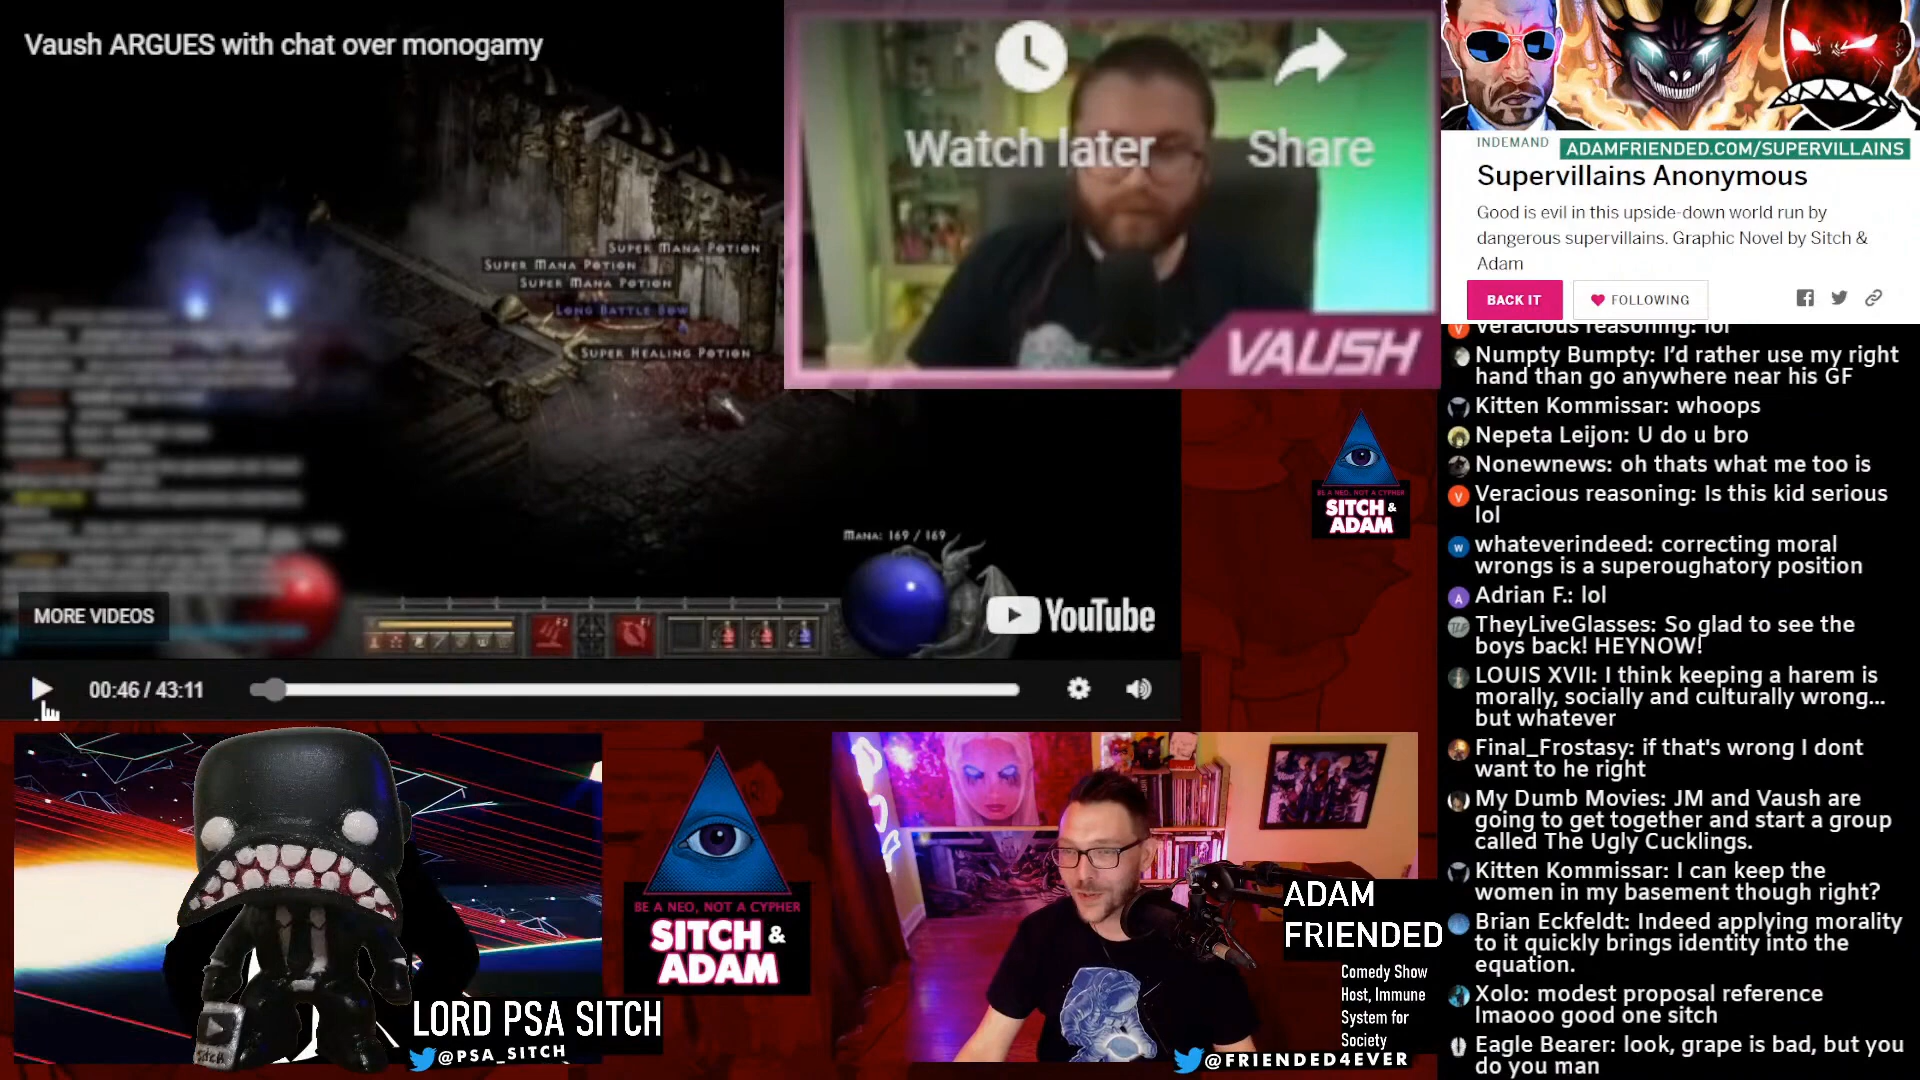 Vaush ARGUES with chat over monogamy
Watch later
Share
VAUSH
SUPER MANA POTION
SUPER MANA POTION
SUPER MANA POTION
LONG BATTLE BOW
SUPER HEALING POTION
MANA: 169 / 169
F2
F1
MORE VIDEOS
YouTube
00:46 / 43:11
BE A NEO, NOT A CYPHER
SITCH &
ADAM
INDEMAND
ADAMFRIENDED.COM/SUPERVILLAINS
Supervillains Anonymous
Good is evil in this upside-down world run by
dangerous supervillains. Graphic Novel by Sitch &
Adam
BACK IT
FOLLOWING
Veracious reasoning: lol
Numpty Bumpty: I'd rather use my right
hand than go anywhere near his GF
Kitten Kommissar: whoops
Nepeta Leijon: U do u bro
Nonewnews: oh thats what me too is
Veracious reasoning: Is this kid serious
lol
whateverindeed: correcting moral
wrongs is a superoughatory position
Adrian F.: lol
TheyLiveGlasses: So glad to see the
boys back! HEYNOW!
LOUIS XVII: I think keeping a harem is
morally, socially and culturally wrong...
but whatever
Final_Frostasy: if that's wrong I dont
want to he right
My Dumb Movies: JM and Vaush are
going to get together and start a group
called The Ugly Cucklings.
Kitten Kommissar: I can keep the
women in my basement though right?
Brian Eckfeldt: Indeed applying morality
to it quickly brings identity into the
equation.
Xolo: modest proposal reference
lmaooo good one sitch
Eagle Bearer: look, grape is bad, but you
do you man
Sitch
LORD PSA SITCH
@PSA_SITCH
BE A NEO, NOT A CYPHER
SITCH &
ADAM
ADAM
FRIENDED
Comedy Show
Host, Immune
System for
Society
@FRIENDED4EVER